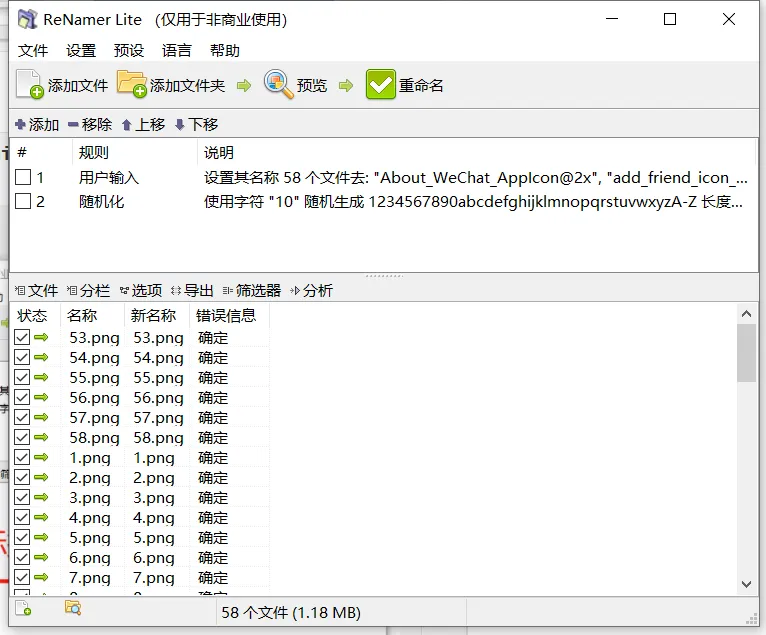 ReNamer Lite （仅用于非商业使用）
文件 设置 预设 语言 帮助
添加文件 添加文件夹 预览 重命名
添加 移除 上移 下移
# 规则 说明
1 用户输入 设置其名称 58 个文件去: "About_WeChat_AppIcon@2x", "add_friend_icon_...
2 随机化 使用字符 "10" 随机生成 1234567890abcdefghijklmnopqrstuvwxyzA-Z 长度...
文件 分栏 选项 导出 筛选器 分析
状态 名称 新名称 错误信息
53.png 53.png 确定
54.png 54.png 确定
55.png 55.png 确定
56.png 56.png 确定
57.png 57.png 确定
58.png 58.png 确定
1.png 1.png 确定
2.png 2.png 确定
3.png 3.png 确定
4.png 4.png 确定
5.png 5.png 确定
6.png 6.png 确定
7.png 7.png 确定
58 个文件 (1.18 MB)